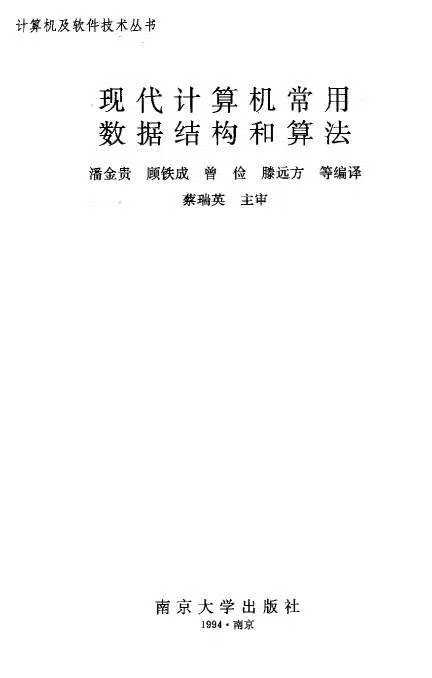 计算机及软件技术丛书
现代计算机常用
数据结构和算法
潘金贵 顾铁成 曾 俭 滕远方 等编译
蔡瑞英 主审
南京大学出版社
1994·南京